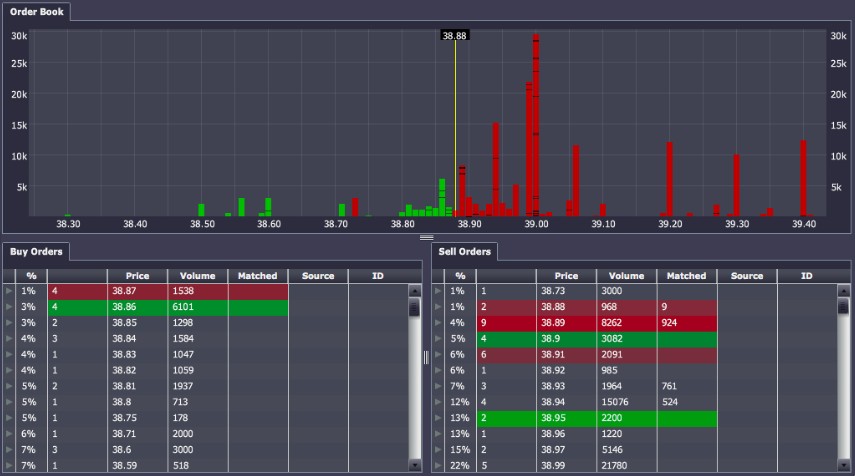 Order Book
38.88
30k 30k
25k 25k
20k 20k
15k 15k
10k 10k
5k 5k
38.30 38.40 38.50 38.60 38.70 38.80 38.90 39.00 39.10 39.20 39.30 39.40
Buy Orders
% Price Volume Matched Source ID
1% 4 38.87 1538
3% 4 38.86 6101
3% 2 38.85 1298
4% 3 38.84 1584
4% 1 38.83 1047
4% 1 38.82 1059
5% 2 38.81 1937
5% 1 38.8 713
5% 1 38.75 178
6% 1 38.71 2000
7% 3 38.6 3000
7% 1 38.59 518
Sell Orders
% Price Volume Matched Source ID
1% 1 38.73 3000
1% 2 38.88 968 9
4% 9 38.89 8262 924
5% 4 38.9 3082
6% 6 38.91 2091
6% 1 38.92 985
7% 3 38.93 1964 761
12% 4 38.94 15076 524
13% 2 38.95 2200
13% 1 38.96 1220
15% 2 38.97 5146
22% 5 38.99 21780